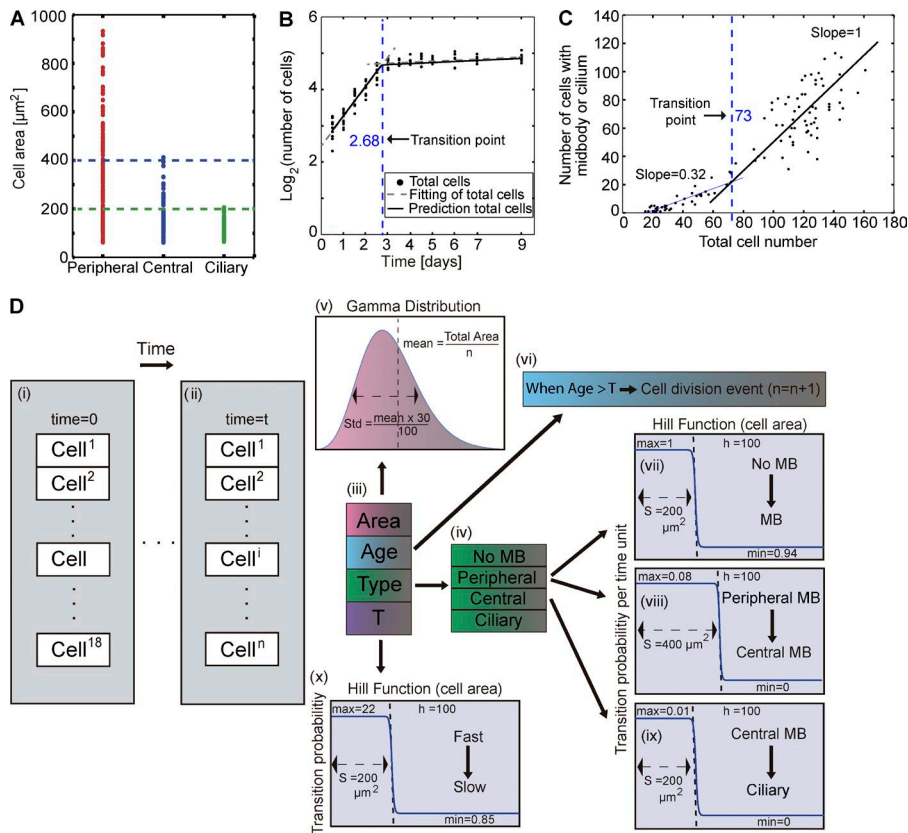 A
Cell area [μm²]
1000
800
600
400
200
0
Peripheral Central Ciliary
B
Log2(number of cells)
6
4
2
0
2.68
Transition point
Total cells
Fitting of total cells
Prediction total cells
0 1 2 3 4 5 6 7 8 9
Time [days]
C
Number of cells with
midbody or cilium
140
120
100
80
60
40
20
0
Slope=1
Transition
point
73
Slope=0.32
0 20 40 60 80 100 120 140 160 180
Total cell number
D
Time
(i)
time=0
Cell1
Cell2
Cell
Cell18
(ii)
time=t
Cell1
Cell2
Celli
Celln
(v) Gamma Distribution
mean = Total Area
n
Std = mean x 30
100
(iii)
Area
Age
Type
T
(iv)
No MB
Peripheral
Central
Ciliary
(vi)
When Age >T → Cell division event (n=n+1)
Transition probability per time unit
Hill Function (cell area)
max=1 h =100
(vii)
No MB
S =200
μm²
MB
min=0.94
max=0.08 h =100
(viii)
Peripheral MB
S=400 μm²
Central MB
min=0
max=0.01 h =100
(ix)
Central MB
S =200
μm²
Ciliary
min=0
(x)
Hill Function (cell area)
Transition probabitliy
max=22 h =100
Fast
S =200
μm²
Slow
min=0.85